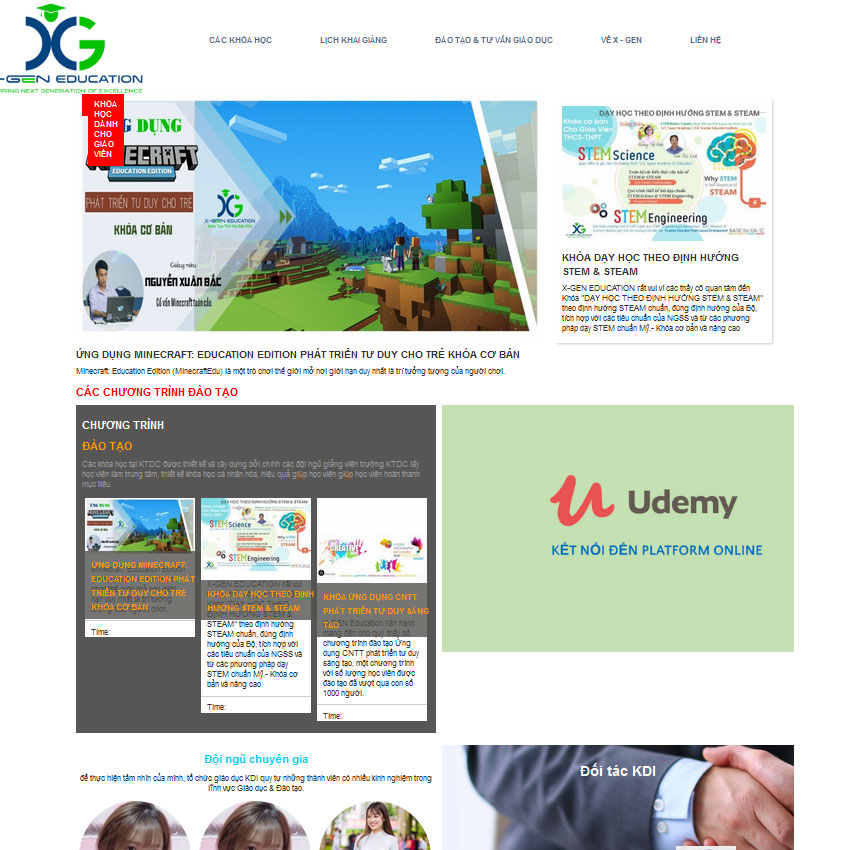 X-GEN EDUCATION
CÁC KHÓA HỌC
LỊCH KHAI GIẢNG
ĐÀO TẠO & TƯ VẤN GIÁO DỤC
VỀ X - GEN
LIÊN HỆ
KHÓA
HỌC
DÀNH
CHO
GIÁO
VIÊN
ỨNG DỤNG
MINECRAFT
EDUCATION EDITION
PHÁT TRIỂN TƯ DUY CHO TRẺ
KHÓA CƠ BẢN
Giảng viên
NGUYỄN XUÂN BẮC
Cố vấn Minecraft toàn cầu
X-GEN EDUCATION
DẠY HỌC THEO ĐỊNH HƯỚNG STEM & STEAM
Khóa cơ bản
Cho Giáo Viên
THCS-THPT
STEMScience
Why STEM
STEAM
STEMEngineering
KHÓA DẠY HỌC THEO ĐỊNH HƯỚNG
STEM & STEAM
X-GEN EDUCATION rất vui vì các thầy cô quan tâm đến
Khóa "DẠY HỌC THEO ĐỊNH HƯỚNG STEM & STEAM"
theo định hướng STEAM chuẩn, đúng định hướng của Bộ,
tích hợp với các tiêu chuẩn của NGSS và từ các phương
pháp dạy STEM chuẩn Mỹ.- Khóa cơ bản và nâng cao
ỨNG DỤNG MINECRAFT: EDUCATION EDITION PHÁT TRIỂN TƯ DUY CHO TRẺ KHÓA CƠ BẢN
Minecraft: Education Edition (MinecraftEdu) là một trò chơi thế giới mở nơi giới hạn duy nhất là trí tưởng tượng của người chơi.
CÁC CHƯƠNG TRÌNH ĐÀO TẠO
CHƯƠNG TRÌNH
ĐÀO TẠO
Các khóa học tại KTDC được thiết kế và xây dựng bởi chính các đội ngũ giảng viên trường KTDC lấy
học viên làm trung tâm, thiết kế khóa học cá nhân hóa, hiệu quả giúp học viên giúp học viên hoàn thành
mục tiêu.
ỨNG DỤNG MINECRAFT:
EDUCATION EDITION PHÁT
TRIỂN TƯ DUY CHO TRẺ
KHÓA CƠ BẢN
Time:
KHÓA DẠY HỌC THEO ĐỊNH
HƯỚNG STEM & STEAM
STEAM" theo định hướng
STEAM chuẩn, đúng định
hướng của Bộ, tích hợp với
các tiêu chuẩn của NGSS và
từ các phương pháp dạy
STEM chuẩn Mỹ.- Khóa cơ
bản và nâng cao
Time:
KHÓA ỨNG DỤNG CNTT
PHÁT TRIỂN TƯ DUY SÁNG
TẠO
X-GEN Education hân hạnh
mang đến cho quý thầy cô
chương trình đào tạo Ứng
dụng CNTT phát triển tư duy
sáng tạo, một chương trình
với số lượng học viên được
đào tạo đã vượt qua con số
1000 người.
Time:
Udemy
KẾT NỐI ĐẾN PLATFORM ONLINE
Đội ngũ chuyên gia
để thực hiện tầm nhìn của mình, tổ chức giáo dục KDI quy tụ những thành viên có nhiều kinh nghiệm trong
lĩnh vực Giáo dục & Đào tạo.
Đối tác KDI